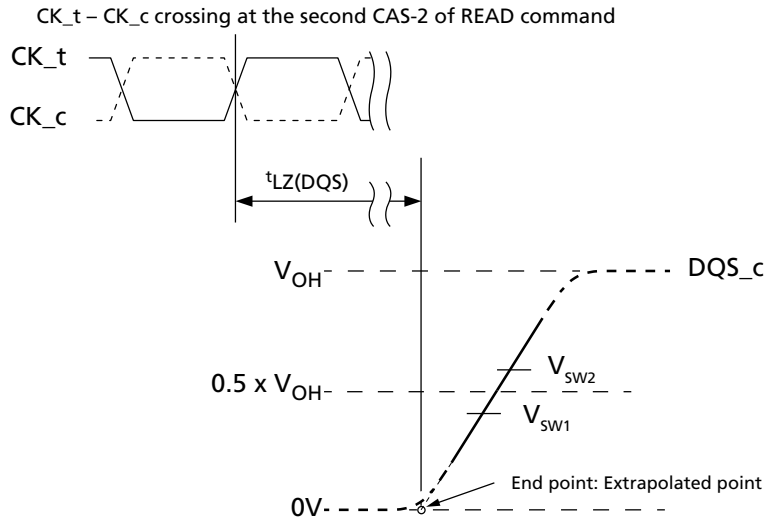 CK_t – CK_c crossing at the second CAS-2 of READ command
CK_t
CK_c
tLZ(DQS)
VOH
DQS_c
VSW2
0.5 x VOH
VSW1
End point: Extrapolated point
0V